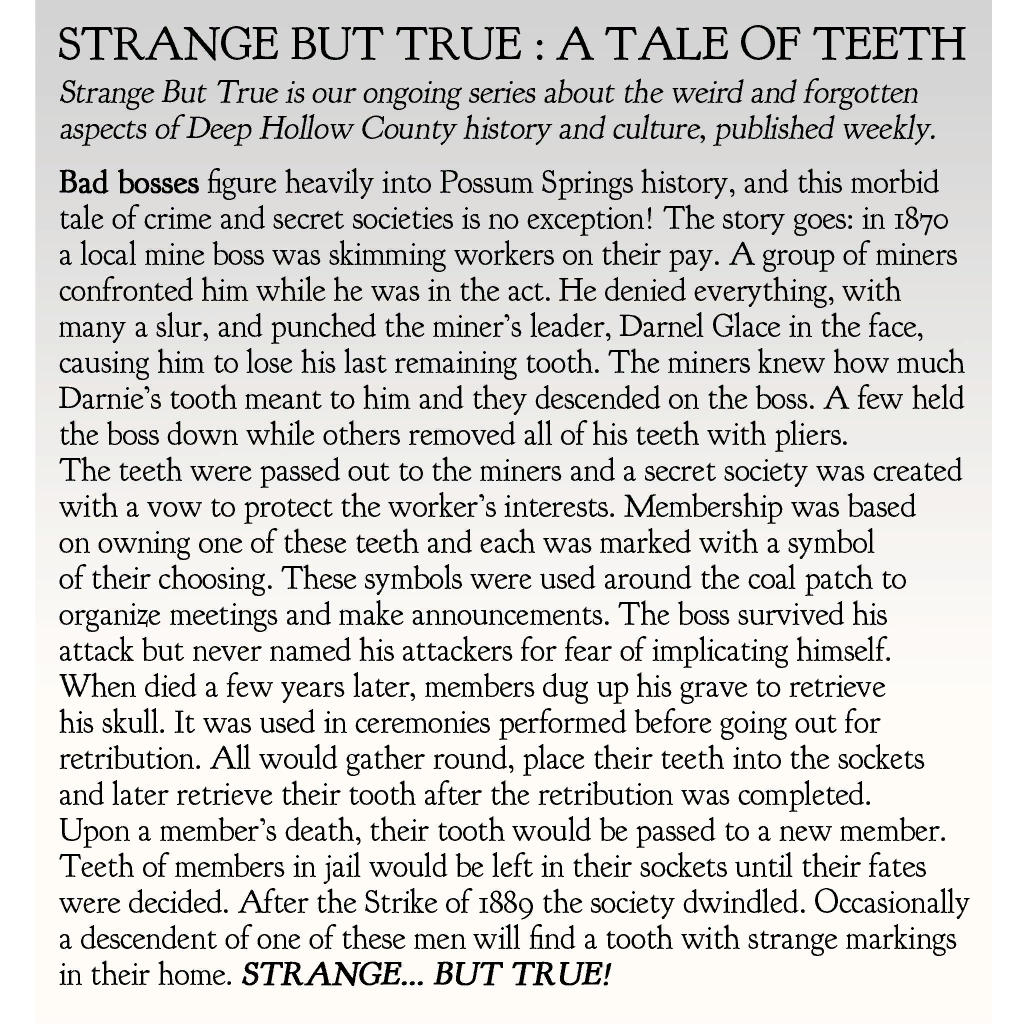 STRANGE BUT TRUE : A TALE OF TEETH
Strange But True is our ongoing series about the weird and forgotten
aspects of Deep Hollow County history and culture, published weekly.
Bad bosses figure heavily into Possum Springs history, and this morbid
tale of crime and secret societies is no exception! The story goes: in 1870
a local mine boss was skimming workers on their pay. A group of miners
confronted him while he was in the act. He denied everything, with
many a slur, and punched the miner's leader, Darnel Glace in the face,
causing him to lose his last remaining tooth. The miners knew how much
Darnie's tooth meant to him and they descended on the boss. A few held
the boss down while others removed all of his teeth with pliers.
The teeth were passed out to the miners and a secret society was created
with a vow to protect the worker's interests. Membership was based
on owning one of these teeth and each was marked with a symbol
of their choosing. These symbols were used around the coal patch to
organize meetings and make announcements. The boss survived his
attack but never named his attackers for fear of implicating himself.
When died a few years later, members dug up his grave to retrieve
his skull. It was used in ceremonies performed before going out for
retribution. All would gather round, place their teeth into the sockets
and later retrieve their tooth after the retribution was completed.
Upon a member's death, their tooth would be passed to a new member.
Teeth of members in jail would be left in their sockets until their fates
were decided. After the Strike of 1889 the society dwindled. Occasionally
a descendent of one of these men will find a tooth with strange markings
in their home. STRANGE... BUT TRUE!